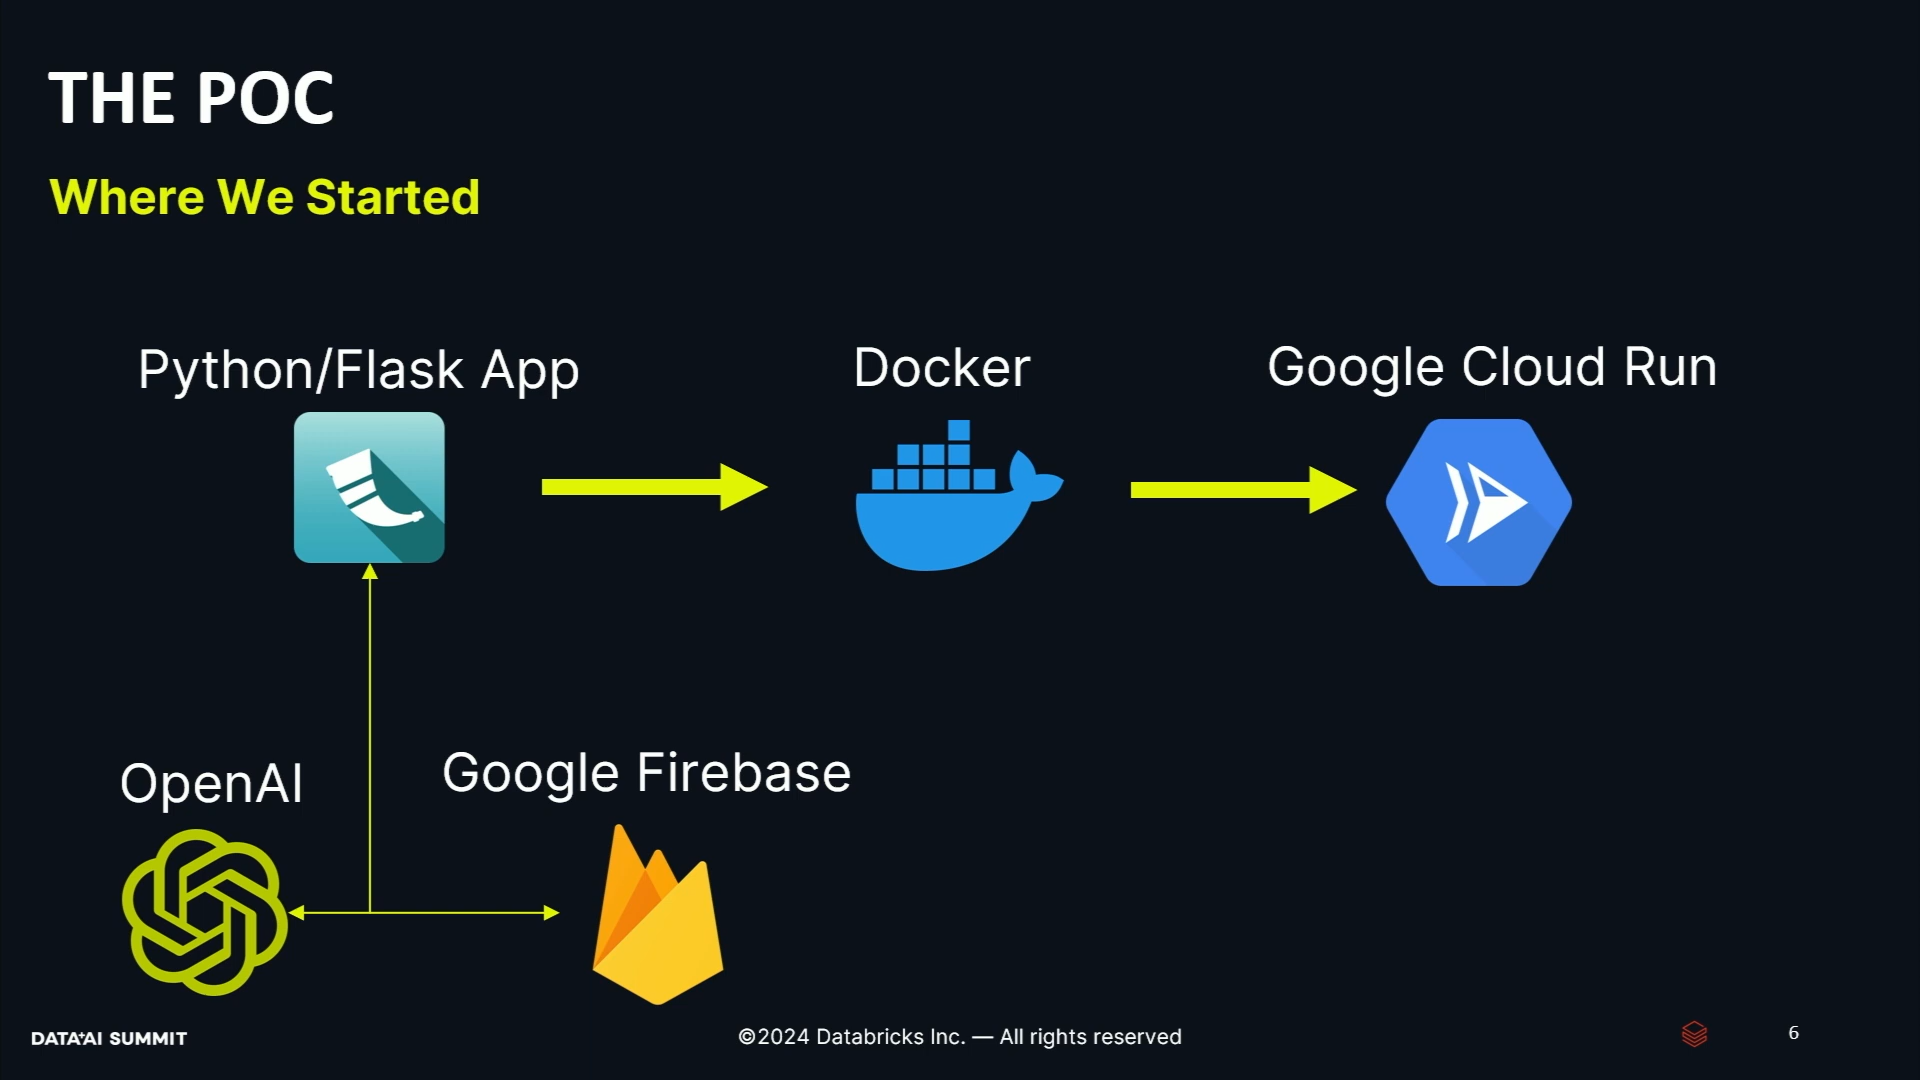 THE POC
Where We Started
Python/Flask App
Docker
Google Cloud Run
OpenAI
Google Firebase
DATA+AI SUMMIT
©2024 Databricks Inc. — All rights reserved
6